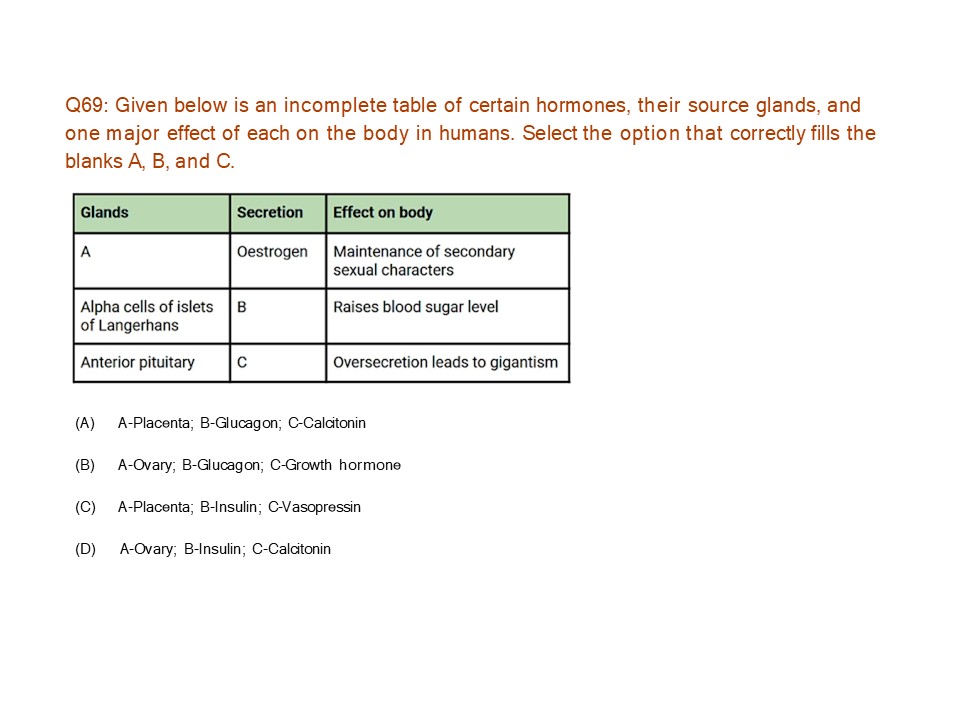 Q69: Given below is an incomplete table of certain hormones, their source glands, and
one major effect of each on the body in humans. Select the option that correctly fills the
blanks A, B, and C.
Glands Secretion Effect on body
A Oestrogen Maintenance of secondary
sexual characters
Alpha cells of islets B Raises blood sugar level
of Langerhans
Anterior pituitary C Oversecretion leads to gigantism
(A) A-Placenta; B-Glucagon; C-Calcitonin
(B) A-Ovary; B-Glucagon; C-Growth hormone
(C) A-Placenta; B-Insulin; C-Vasopressin
(D) A-Ovary; B-Insulin; C-Calcitonin